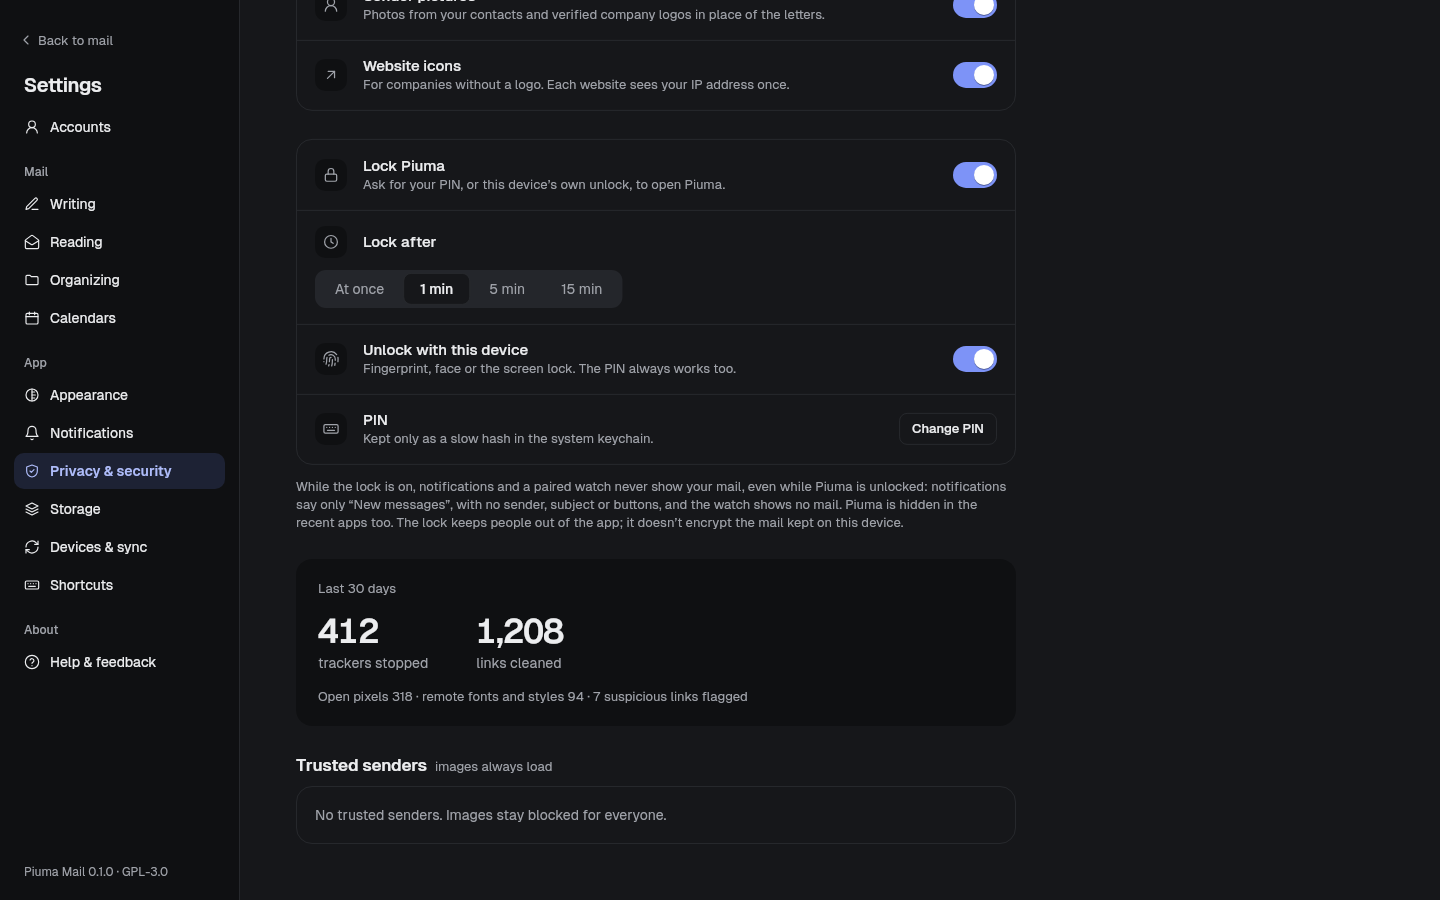 Back to mail
Settings
Accounts
Mail
Writing
Reading
Organizing
Calendars
App
Appearance
Notifications
Privacy & security
Storage
Devices & sync
Shortcuts
About
Help & feedback
Piuma Mail 0.1.0 · GPL-3.0
Photos from your contacts and verified company logos in place of the letters.
Website icons
For companies without a logo. Each website sees your IP address once.
Lock Piuma
Ask for your PIN, or this device’s own unlock, to open Piuma.
Lock after
At once 1 min 5 min 15 min
Unlock with this device
Fingerprint, face or the screen lock. The PIN always works too.
PIN
Kept only as a slow hash in the system keychain.
Change PIN
While the lock is on, notifications and a paired watch never show your mail, even while Piuma is unlocked: notifications
say only “New messages”, with no sender, subject or buttons, and the watch shows no mail. Piuma is hidden in the
recent apps too. The lock keeps people out of the app; it doesn’t encrypt the mail kept on this device.
Last 30 days
412 1,208
trackers stopped links cleaned
Open pixels 318 · remote fonts and styles 94 · 7 suspicious links flagged
Trusted senders images always load
No trusted senders. Images stay blocked for everyone.